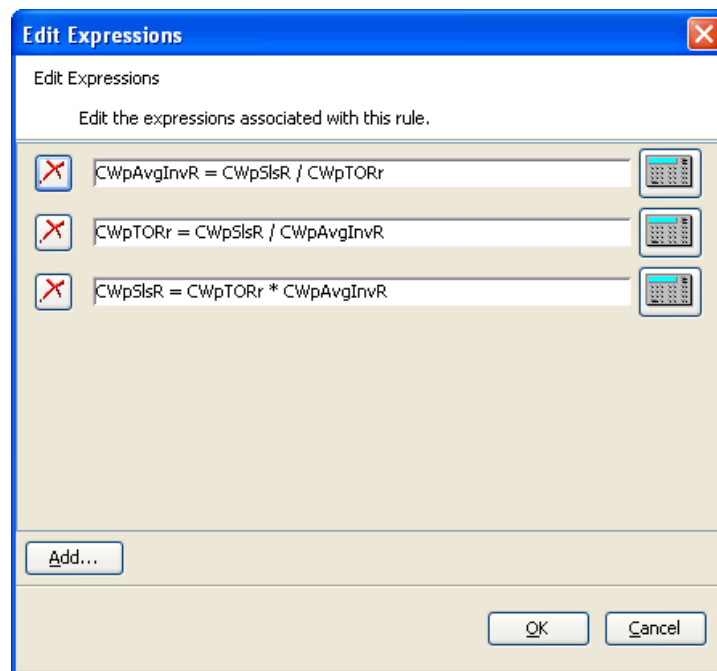 Edit Expressions
Edit Expressions
Edit the expressions associated with this rule.
CWpAvgInvR = CWpSlsR / CWpTORr
CWpTORr = CWpSlsR / CWpAvgInvR
CWpSlsR = CWpTORr * CWpAvgInvR
Add...
OK Cancel